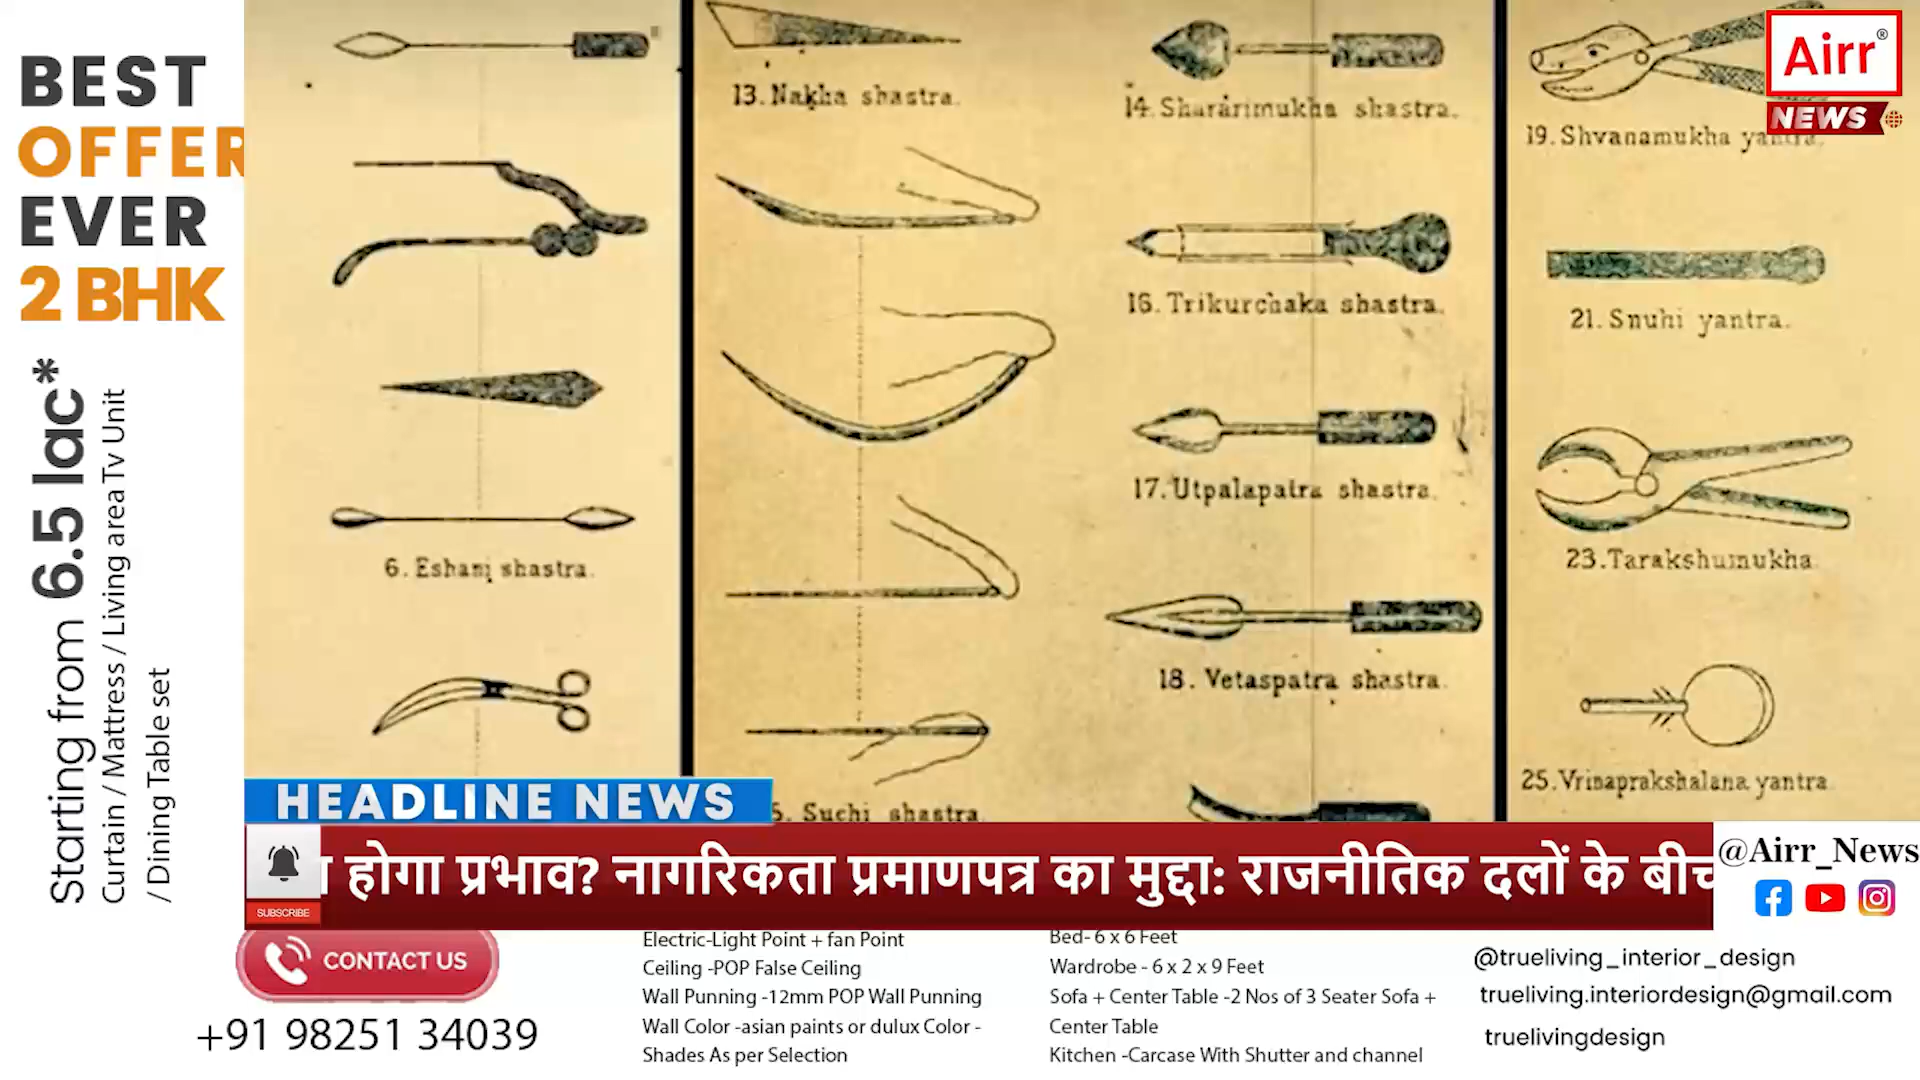 BEST
OFFER
EVER
2 BHK
Starting from 6.5 lac*
Curtain / Mattress / Living area Tv Unit
/ Dining Table set
13. Nakha shastra.
14. Sharàrimukha shastra.
19. Shvanamukha yantra.
16. Trikurchaka shastra.
21. Snuhi yantra.
17. Utpalapatra shastra.
6. Eshani shastra.
23. Tarakshumukha.
18. Vetaspatra shastra.
25. Vrinaprakshalana yantra.
5. Suchi shastra.
Airr®
NEWS
HEADLINE NEWS
होगा प्रभाव? नागरिकता प्रमाणपत्र का मुद्दा: राजनीतिक दलों के बीच
SUBSCRIBE
@Airr_News
CONTACT US
+91 98251 34039
Electric-Light Point + fan Point
Ceiling -POP False Ceiling
Wall Punning -12mm POP Wall Punning
Wall Color -asian paints or dulux Color -
Shades As per Selection
Bed- 6 x 6 Feet
Wardrobe - 6 x 2 x 9 Feet
Sofa + Center Table -2 Nos of 3 Seater Sofa +
Center Table
Kitchen -Carcase With Shutter and channel
@trueliving_interior_design
trueliving.interiordesign@gmail.com
truelivingdesign